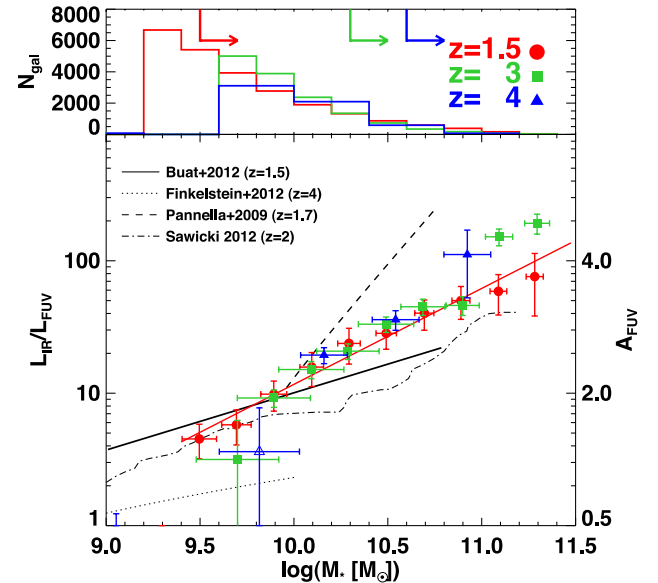 8000
6000
4000
2000
0
N_gal
z=1.5
z= 3
z= 4
Buat+2012 (z=1.5)
Finkelstein+2012 (z=4)
Pannella+2009 (z=1.7)
Sawicki 2012 (z=2)
100
10
1
L_IR/L_FUV
4.0
2.0
0.5
A_FUV
9.0 9.5 10.0 10.5 11.0 11.5
log(M* [M⊙])